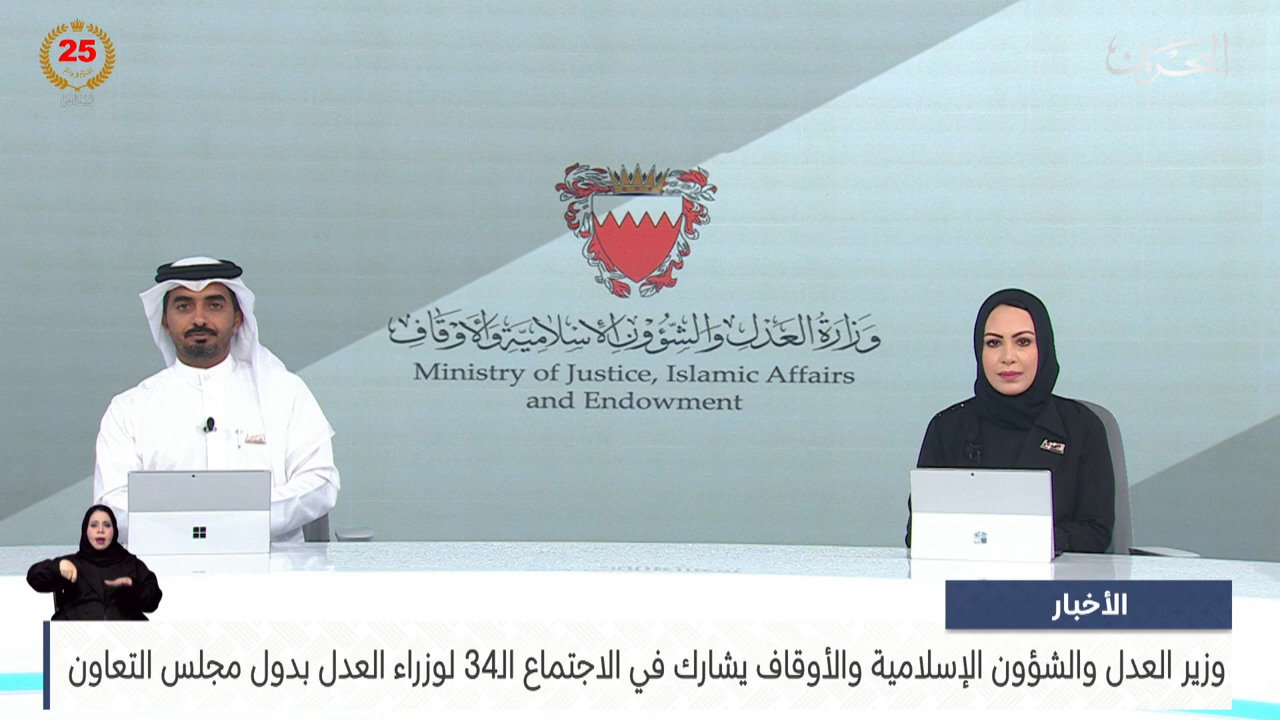 25
البحرين
وزارة العدل والشؤون الإسلامية والأوقاف
Ministry of Justice, Islamic Affairs
and Endowment
الأخبار
وزير العدل والشؤون الإسلامية والأوقاف يشارك في الاجتماع الـ34 لوزراء العدل بدول مجلس التعاون